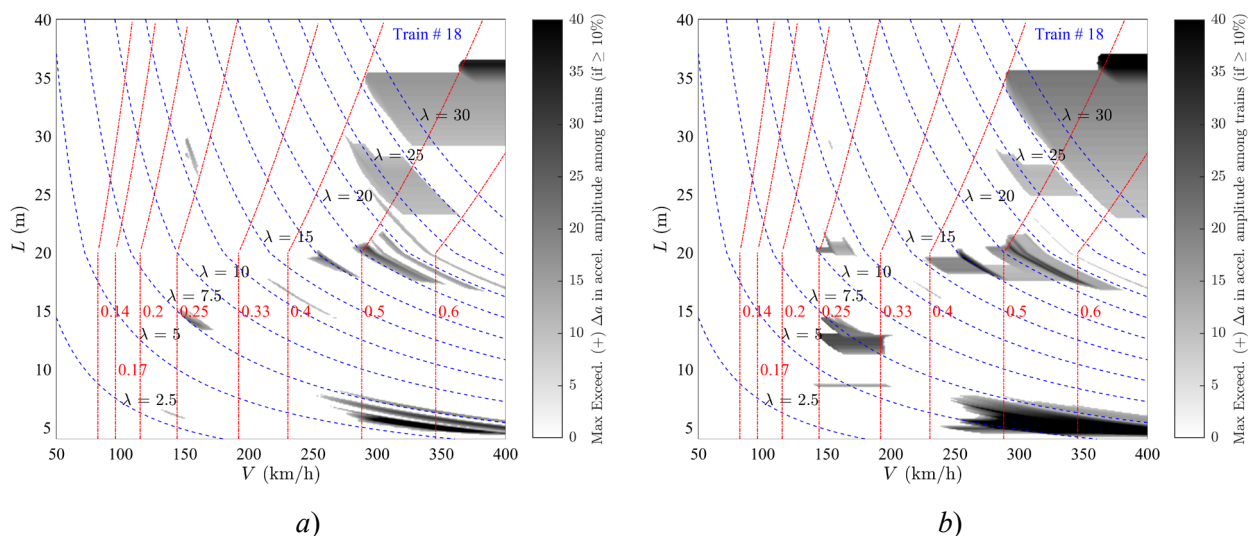 Train # 18
λ = 30
λ = 25
λ = 20
λ = 15
λ = 10
λ = 7.5
λ = 5
λ = 2.5
0.14
0.17
0.2
0.25
0.33
0.4
0.5
0.6
40
35
30
25
20
15
10
5
L (m)
50 100 150 200 250 300 350 400
V (km/h)
40
35
30
25
20
15
10
5
0
Max Exceed. (+) Δa in accel. amplitude among trains (if ≥ 10%)
a)
Train # 18
λ = 30
λ = 25
λ = 20
λ = 15
λ = 10
λ = 7.5
λ = 5
λ = 2.5
0.14
0.17
0.2
0.25
0.33
0.4
0.5
0.6
40
35
30
25
20
15
10
5
L (m)
50 100 150 200 250 300 350 400
V (km/h)
40
35
30
25
20
15
10
5
0
Max Exceed. (+) Δa in accel. amplitude among trains (if ≥ 10%)
b)